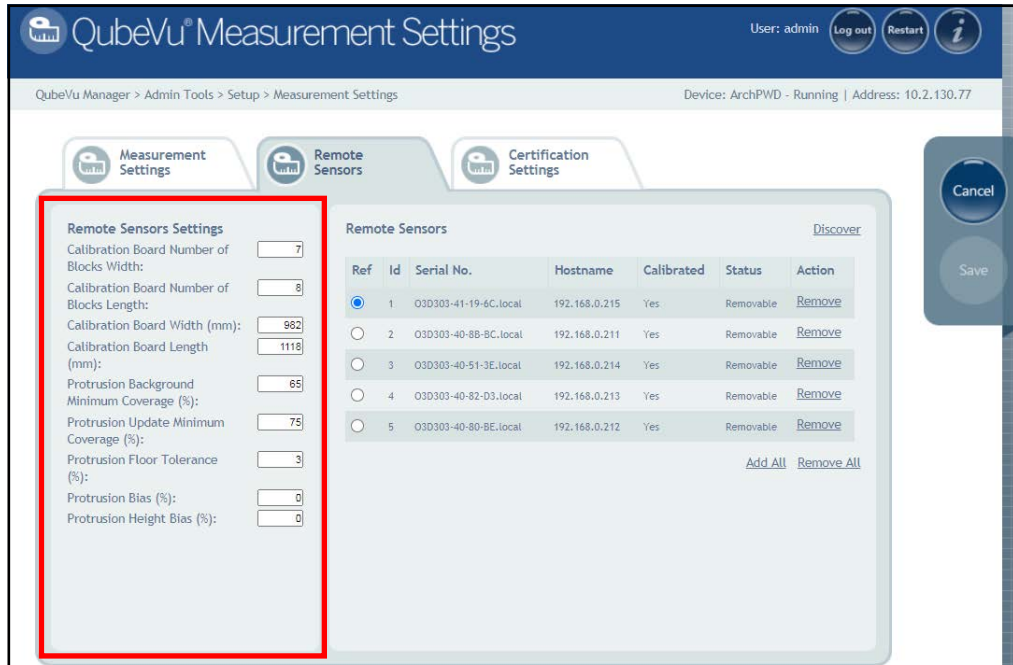 QubeVu® Measurement Settings
User: admin
Log out
Restart
i
QubeVu Manager > Admin Tools > Setup > Measurement Settings
Device: ArchPWD - Running | Address: 10.2.130.77
Measurement
Settings
Remote
Sensors
Certification
Settings
Cancel
Save
Remote Sensors Settings
Calibration Board Number of
Blocks Width: 7
Calibration Board Number of
Blocks Length: 8
Calibration Board Width (mm): 982
Calibration Board Length
(mm): 1118
Protrusion Background
Minimum Coverage (%): 65
Protrusion Update Minimum
Coverage (%): 75
Protrusion Floor Tolerance
(%): 3
Protrusion Bias (%): 0
Protrusion Height Bias (%): 0
Remote Sensors Discover
Ref Id Serial No. Hostname Calibrated Status Action
1 O3D303-41-19-6C.local 192.168.0.215 Yes Removable Remove
2 O3D303-40-8B-BC.local 192.168.0.211 Yes Removable Remove
3 O3D303-40-51-3E.local 192.168.0.214 Yes Removable Remove
4 O3D303-40-82-D3.local 192.168.0.213 Yes Removable Remove
5 O3D303-40-80-BE.local 192.168.0.212 Yes Removable Remove
Add All Remove All